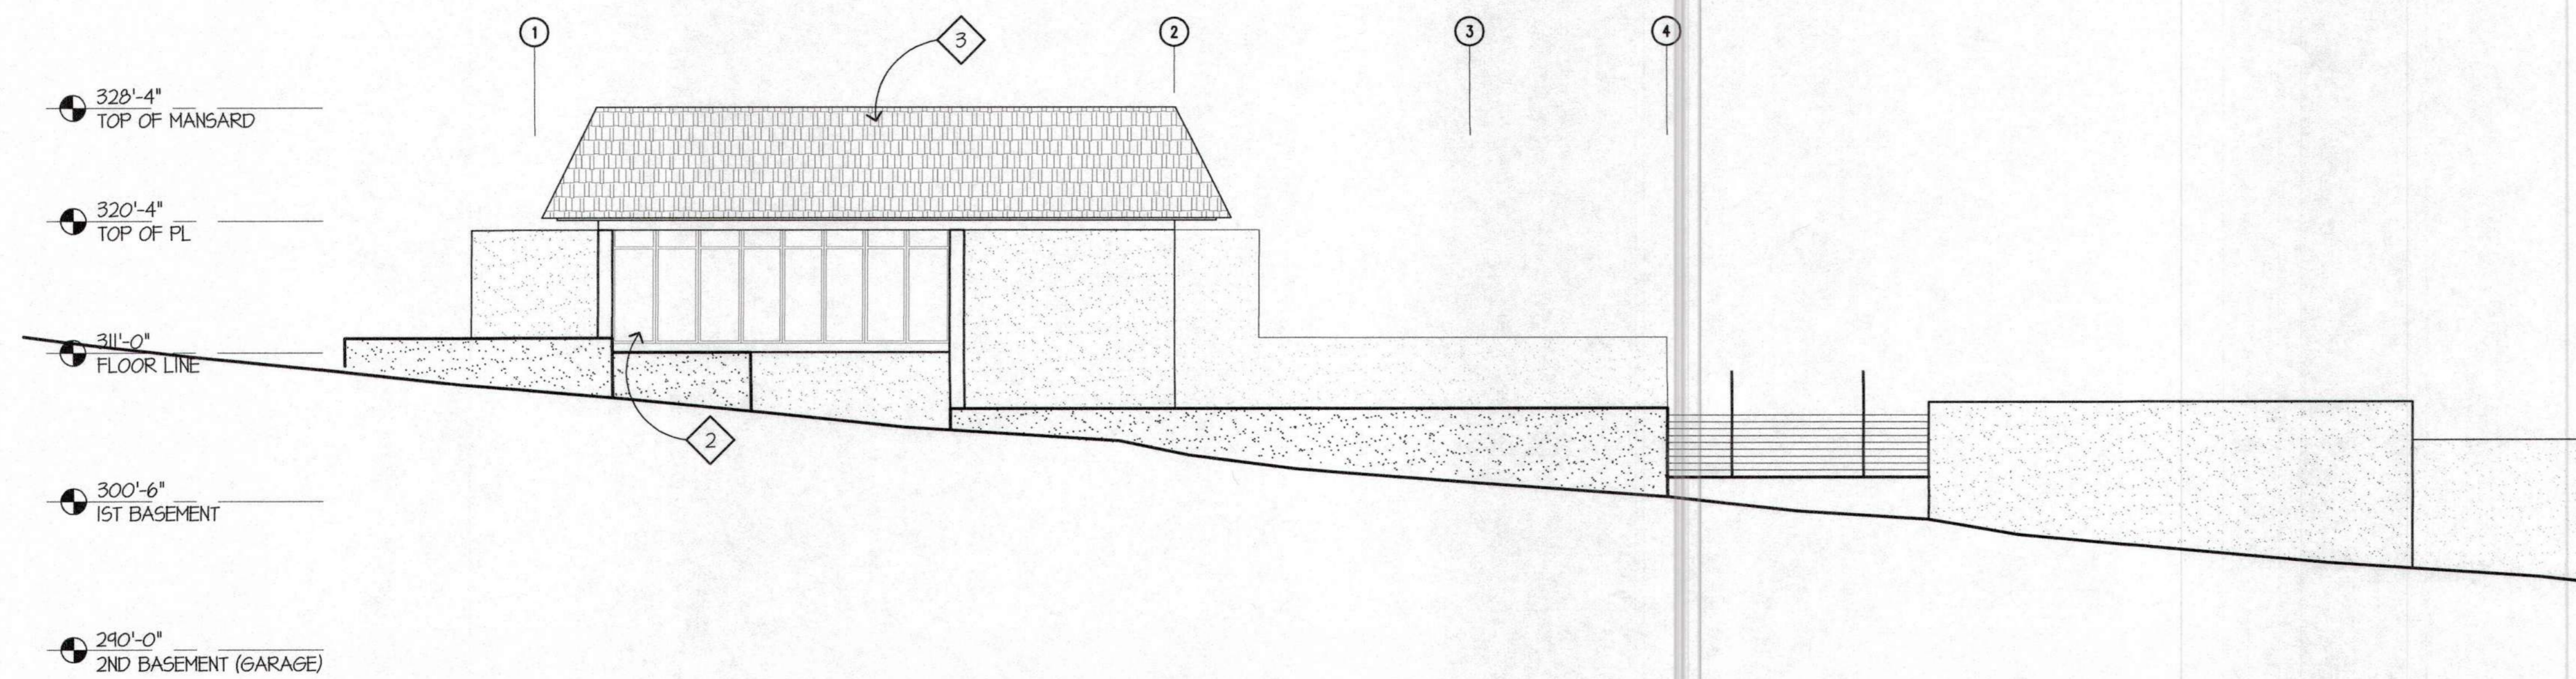 1
2
3
4
3
328'-4"
TOP OF MANSARD
320'-4"
TOP OF PL
311'-0"
FLOOR LINE
2
300'-6"
1ST BASEMENT
290'-0"
2ND BASEMENT (GARAGE)